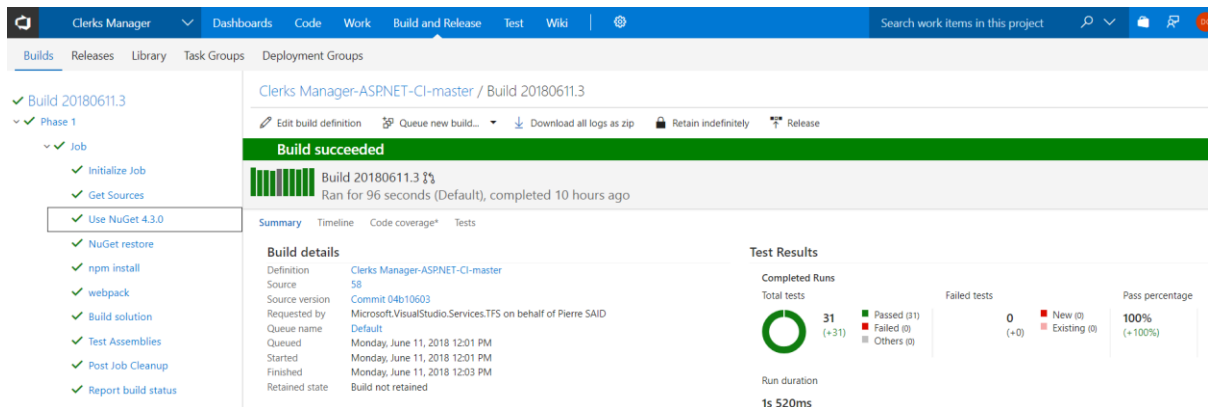 Clerks Manager Dashboards Code Work Build and Release Test Wiki Search work items in this project
Builds Releases Library Task Groups Deployment Groups
Build 20180611.3
Phase 1
Job
Initialize Job
Get Sources
Use NuGet 4.3.0
NuGet restore
npm install
webpack
Build solution
Test Assemblies
Post Job Cleanup
Report build status
Clerks Manager-ASP.NET-CI-master / Build 20180611.3
Edit build definition Queue new build... Download all logs as zip Retain indefinitely Release
Build succeeded
Build 20180611.3
Ran for 96 seconds (Default), completed 10 hours ago
Summary Timeline Code coverage* Tests
Build details
Definition Clerks Manager-ASP.NET-CI-master
Source 58
Source version Commit 04b10603
Requested by Microsoft.VisualStudio.Services.TFS on behalf of Pierre SAID
Queue name Default
Queued Monday, June 11, 2018 12:01 PM
Started Monday, June 11, 2018 12:01 PM
Finished Monday, June 11, 2018 12:03 PM
Retained state Build not retained
Test Results
Completed Runs
Total tests Failed tests Pass percentage
31 Passed (31) 0 New (0) 100%
(+31) Failed (0) (+0) Existing (0) (+100%)
Others (0)
Run duration
1s 520ms